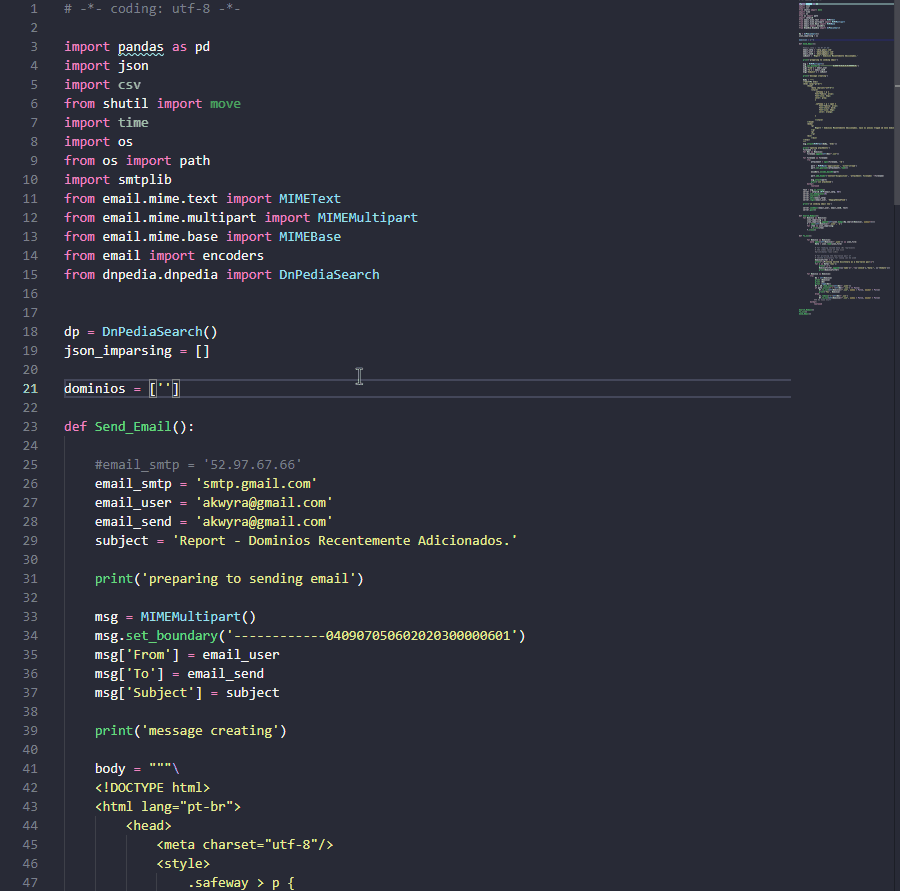 1 # -*- coding: utf-8 -*-
2
3 import pandas as pd
4 import json
5 import csv
6 from shutil import move
7 import time
8 import os
9 from os import path
10 import smtplib
11 from email.mime.text import MIMEText
12 from email.mime.multipart import MIMEMultipart
13 from email.mime.base import MIMEBase
14 from email import encoders
15 from dnpedia.dnpedia import DnPediaSearch
16
17
18 dp = DnPediaSearch()
19 json_imparsing = []
20
21 dominios = ['']
22
23 def Send_Email():
24
25     #email_smtp = '52.97.67.66'
26     email_smtp = 'smtp.gmail.com'
27     email_user = 'akwyra@gmail.com'
28     email_send = 'akwyra@gmail.com'
29     subject = 'Report - Dominios Recentemente Adicionados.'
30
31     print('preparing to sending email')
32
33     msg = MIMEMultipart()
34     msg.set_boundary('------------040907050602020300000601')
35     msg['From'] = email_user
36     msg['To'] = email_send
37     msg['Subject'] = subject
38
39     print('message creating')
40
41     body = """\
42     <!DOCTYPE html>
43     <html lang="pt-br">
44         <head>
45             <meta charset="utf-8"/>
46             <style>
47                 .safeway > p {